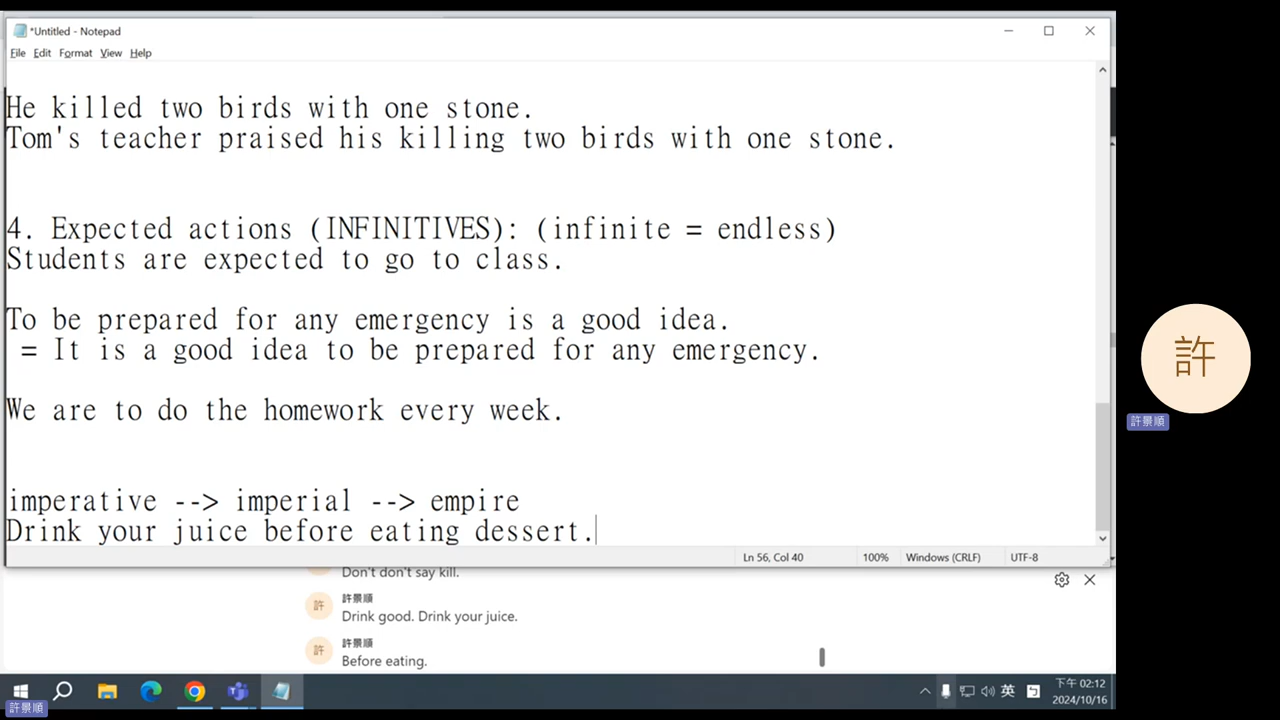 *Untitled - Notepad
File Edit Format View Help
He killed two birds with one stone.
Tom's teacher praised his killing two birds with one stone.
4. Expected actions (INFINITIVES): (infinite = endless)
Students are expected to go to class.
To be prepared for any emergency is a good idea.
= It is a good idea to be prepared for any emergency.
We are to do the homework every week.
imperative --> imperial --> empire
Drink your juice before eating dessert.
Ln 56, Col 40 100% Windows (CRLF) UTF-8
Don't don't say kill.
許 許景順
Drink good. Drink your juice.
許 許景順
Before eating.
許
許景順
英 下午 02:12
2024/10/16
許景順